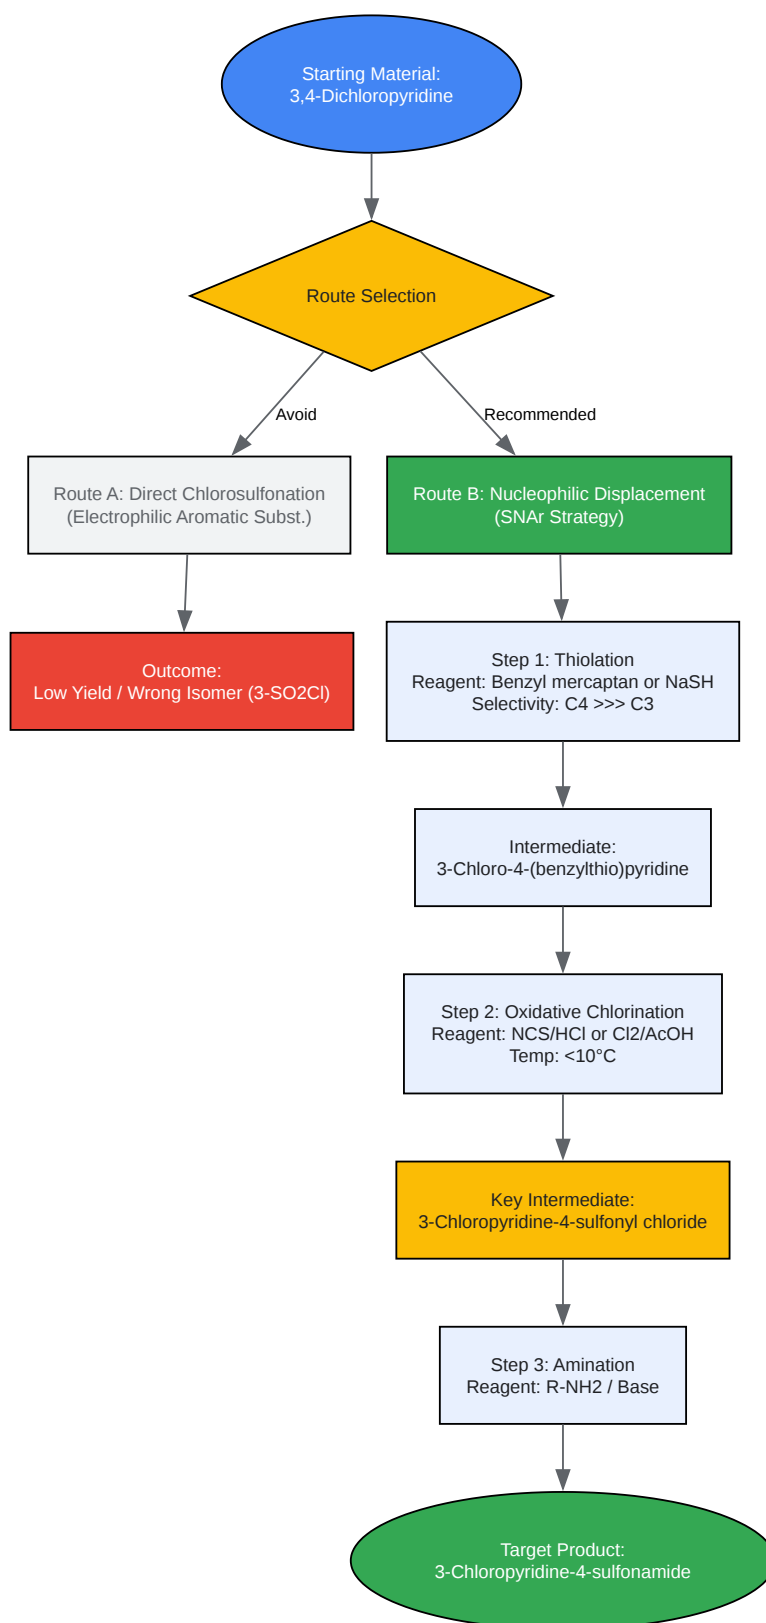 Starting Material:
3,4-Dichloropyridine
Route Selection
Avoid
Recommended
Route A: Direct Chlorosulfonation
(Electrophilic Aromatic Subst.)
Route B: Nucleophilic Displacement
(SNAr Strategy)
Outcome:
Low Yield / Wrong Isomer (3-SO2Cl)
Step 1: Thiolation
Reagent: Benzyl mercaptan or NaSH
Selectivity: C4 >>> C3
Intermediate:
3-Chloro-4-(benzylthio)pyridine
Step 2: Oxidative Chlorination
Reagent: NCS/HCl or Cl2/AcOH
Temp: <10°C
Key Intermediate:
3-Chloropyridine-4-sulfonyl chloride
Step 3: Amination
Reagent: R-NH2 / Base
Target Product:
3-Chloropyridine-4-sulfonamide